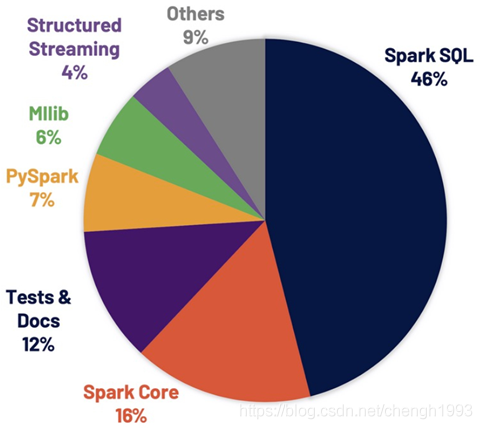 Others
9%
Structured
Streaming
4%
Spark SQL
46%
Mllib
6%
PySpark
7%
Tests &
Docs
12%
Spark Core
16%
https://blog.csdn.net/chengh1993